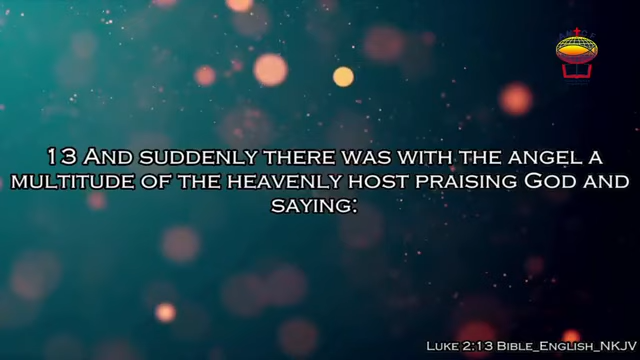 13 And suddenly there was with the angel a
multitude of the heavenly host praising God and
saying:
Luke 2:13 Bible_English_NKJV